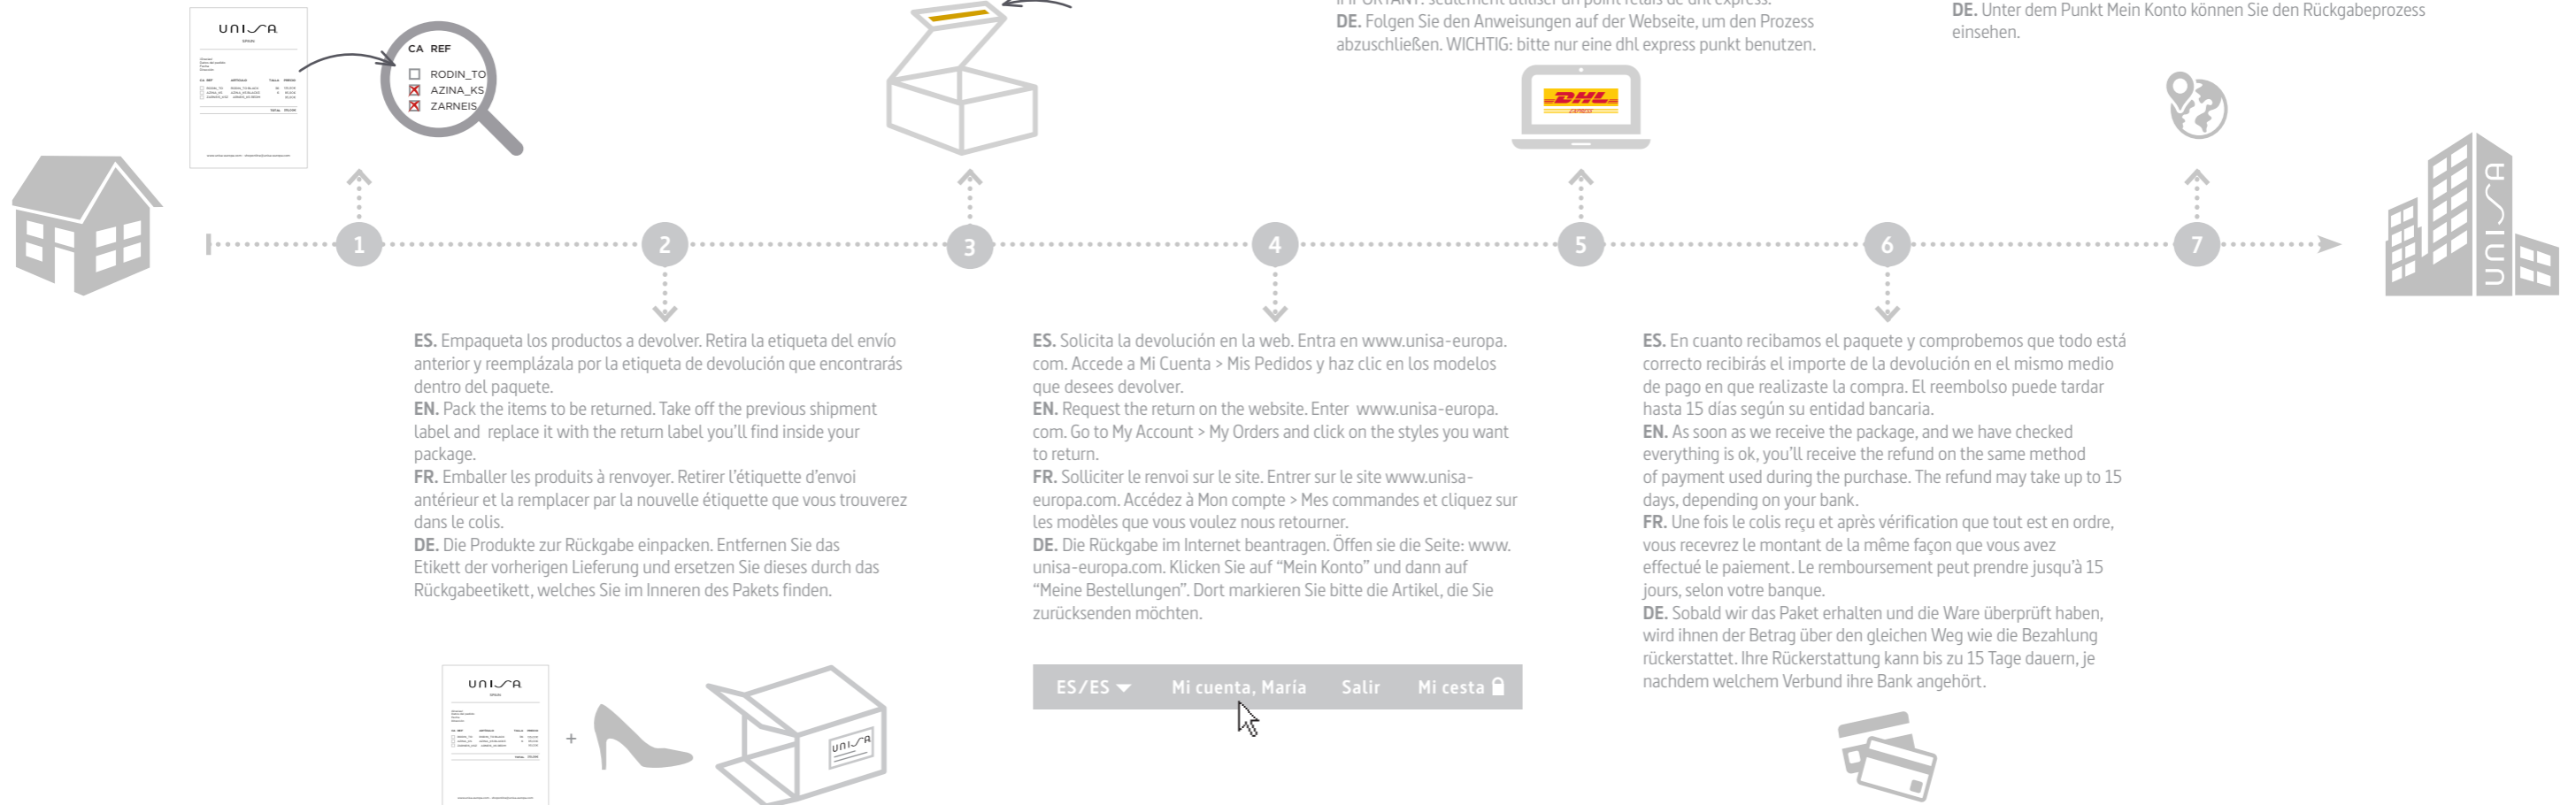 IMPORTANT: seulement utiliser un point relais de dhl express.
DE. Folgen Sie den Anweisungen auf der Webseite, um den Prozess
abzuschließen. WICHTIG: bitte nur eine dhl express punkt benutzen.
DE. Unter dem Punkt Mein Konto können Sie den Rückgabeprozess
einsehen.
UNISA
CA REF
RODIN_TO
AZINA_KS
ZARNEIS
DHL
EXPRESS
1
2
3
4
5
6
7
UNISA
ES. Empaqueta los productos a devolver. Retira la etiqueta del envío
anterior y reemplázala por la etiqueta de devolución que encontrarás
dentro del paquete.
EN. Pack the items to be returned. Take off the previous shipment
label and replace it with the return label you'll find inside your
package.
FR. Emballer les produits à renvoyer. Retirer l'étiquette d'envoi
antérieur et la remplacer par la nouvelle étiquette que vous trouverez
dans le colis.
DE. Die Produkte zur Rückgabe einpacken. Entfernen Sie das
Etikett der vorherigen Lieferung und ersetzen Sie dieses durch das
Rückgabeetikett, welches Sie im Inneren des Pakets finden.
UNISA
+
UNISA
ES. Solicita la devolución en la web. Entra en www.unisa-europa.
com. Accede a Mi Cuenta > Mis Pedidos y haz clic en los modelos
que desees devolver.
EN. Request the return on the website. Enter www.unisa-europa.
com. Go to My Account > My Orders and click on the styles you want
to return.
FR. Solliciter le renvoi sur le site. Entrer sur le site www.unisa-
europa.com. Accédez à Mon compte > Mes commandes et cliquez sur
les modèles que vous voulez nous retourner.
DE. Die Rückgabe im Internet beantragen. Öffen sie die Seite: www.
unisa-europa.com. Klicken Sie auf “Mein Konto” und dann auf
“Meine Bestellungen”. Dort markieren Sie bitte die Artikel, die Sie
zurücksenden möchten.
ES/ES Mi cuenta, María Salir Mi cesta
ES. En cuanto recibamos el paquete y comprobemos que todo está
correcto recibirás el importe de la devolución en el mismo medio
de pago en que realizaste la compra. El reembolso puede tardar
hasta 15 días según su entidad bancaria.
EN. As soon as we receive the package, and we have checked
everything is ok, you'll receive the refund on the same method
of payment used during the purchase. The refund may take up to 15
days, depending on your bank.
FR. Une fois le colis reçu et après vérification que tout est en ordre,
vous recevrez le montant de la même façon que vous avez
effectué le paiement. Le remboursement peut prendre jusqu'à 15
jours, selon votre banque.
DE. Sobald wir das Paket erhalten und die Ware überprüft haben,
wird ihnen der Betrag über den gleichen Weg wie die Bezahlung
rückerstattet. Ihre Rückerstattung kann bis zu 15 Tage dauern, je
nachdem welchem Verbund ihre Bank angehört.